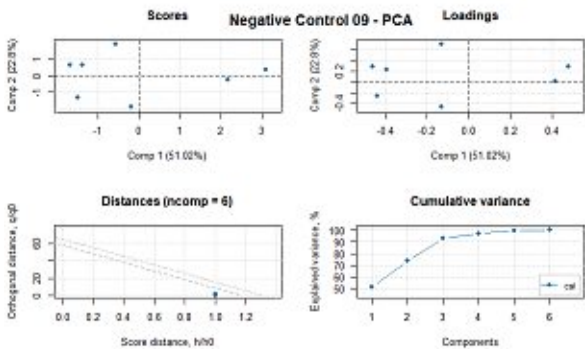 Negative Control 09 - PCA
Scores
Comp 2 (22.8%)
1
0
-1
-1
0
1
2
3
Comp 1 (51.02%)
Loadings
Comp 2 (22.8%)
0.2
-0.4
-0.4
-0.2
0.0
0.2
0.4
Comp 1 (51.02%)
Distances (ncomp = 6)
Orthogonal distance, q/q0
60
40
20
0
0.0
0.2
0.4
0.6
0.8
1.0
1.2
Score distance, h/h0
Cumulative variance
Explained variance, %
100
90
80
70
60
50
cal
1
2
3
4
5
6
Components